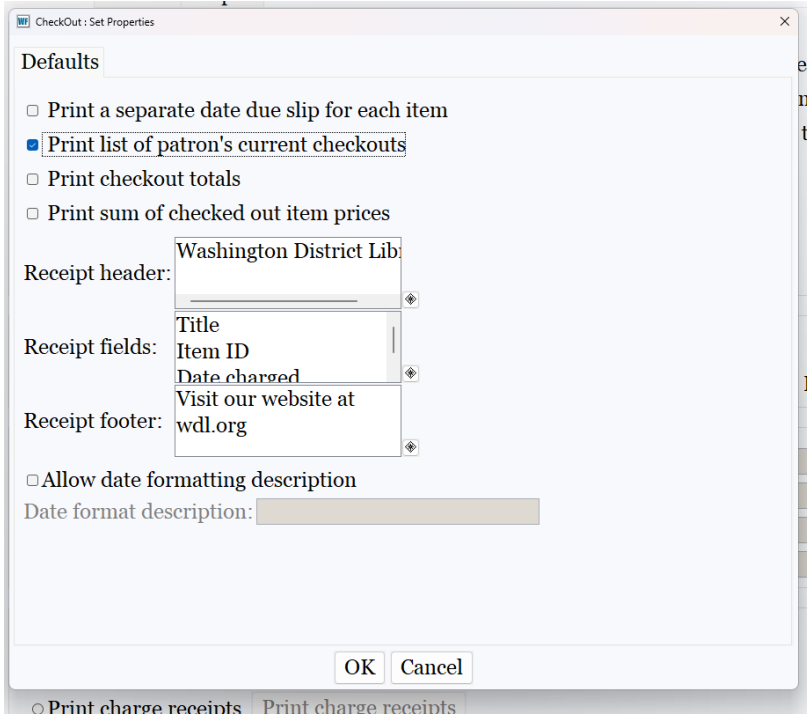 WF CheckOut : Set Properties
Defaults
Print a separate date due slip for each item
Print list of patron's current checkouts
Print checkout totals
Print sum of checked out item prices
Receipt header:
Washington District Lib
Receipt fields:
Title
Item ID
Date charged
Receipt footer:
Visit our website at
wdl.org
Allow date formatting description
Date format description:
OK Cancel
Print charge receipts Print charge receipts